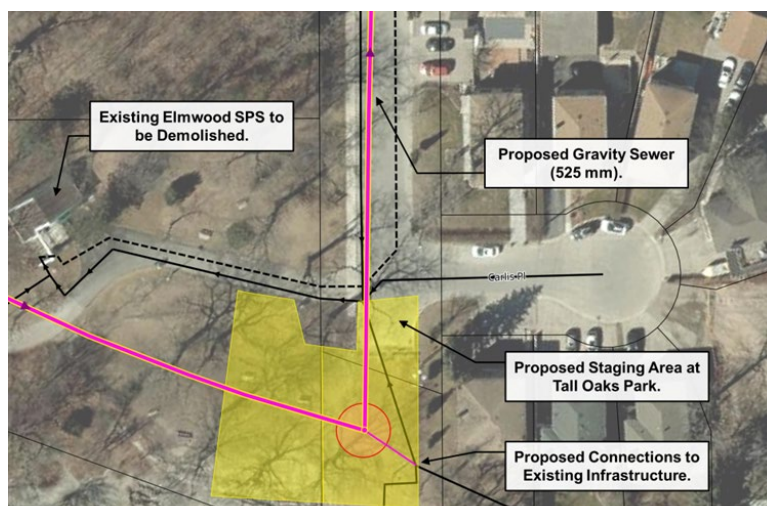 Existing Elmwood SPS to
be Demolished.
Proposed Gravity Sewer
(525 mm).
Carlis Pl
Proposed Staging Area at
Tall Oaks Park.
Proposed Connections to
Existing Infrastructure.